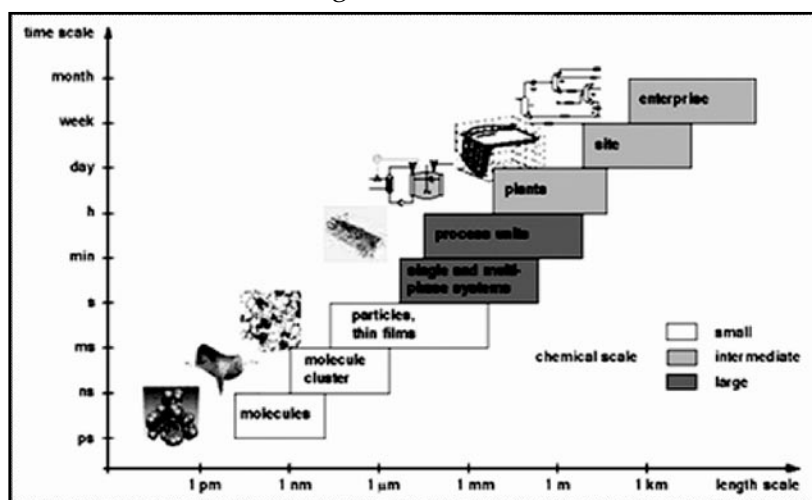 time scale
month
week
day
h
min
s
ms
ns
ps
enterprise
site
plants
process units
single and multi-
phase systems
particles,
thin films
molecule
cluster
molecules
chemical scale
small
intermediate
large
1 pm
1 nm
1 μm
1 mm
1 m
1 km
length scale